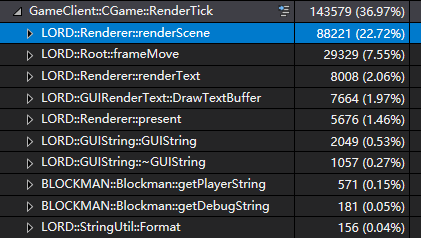 GameClient::CGame::RenderTick 143579 (36.97%)
LORD::Renderer::renderScene 88221 (22.72%)
LORD::Root::frameMove 29329 (7.55%)
LORD::Renderer::renderText 8008 (2.06%)
LORD::GUIRenderText::DrawTextBuffer 7664 (1.97%)
LORD::Renderer::present 5676 (1.46%)
LORD::GUIString::GUIString 2049 (0.53%)
LORD::GUIString::~GUIString 1057 (0.27%)
BLOCKMAN::Blockman::getPlayerString 571 (0.15%)
BLOCKMAN::Blockman::getDebugString 181 (0.05%)
LORD::StringUtil::Format 156 (0.04%)